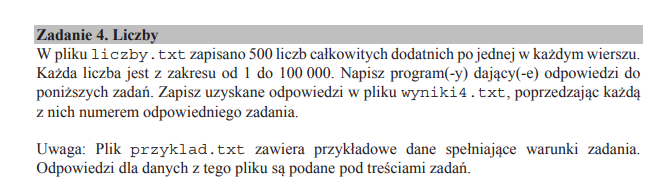 Zadanie 4. Liczby
W pliku liczby.txt zapisano 500 liczb całkowitych dodatnich po jednej w każdym wierszu.
Każda liczba jest z zakresu od 1 do 100 000. Napisz program(-y) dający(-e) odpowiedzi do
poniższych zadań. Zapisz uzyskane odpowiedzi w pliku wyniki4.txt, poprzedzając każdą
z nich numerem odpowiedniego zadania.
Uwaga: Plik przyklad.txt zawiera przykładowe dane spełniające warunki zadania.
Odpowiedzi dla danych z tego pliku są podane pod treściami zadań.